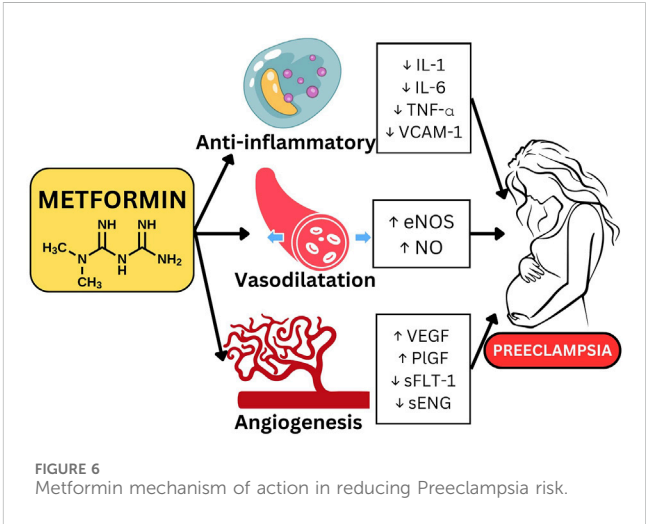 ↓ IL-1
↓ IL-6
↓ TNF-α
↓ VCAM-1
Anti-inflammatory
METFORMIN
NH NH
H₃C N N NH₂
H
CH₃
↑ eNOS
↑ NO
Vasodilatation
↑ VEGF
↑ PlGF
↓ sFLT-1
↓ sENG
Angiogenesis
PREECLAMPSIA
FIGURE 6
Metformin mechanism of action in reducing Preeclampsia risk.